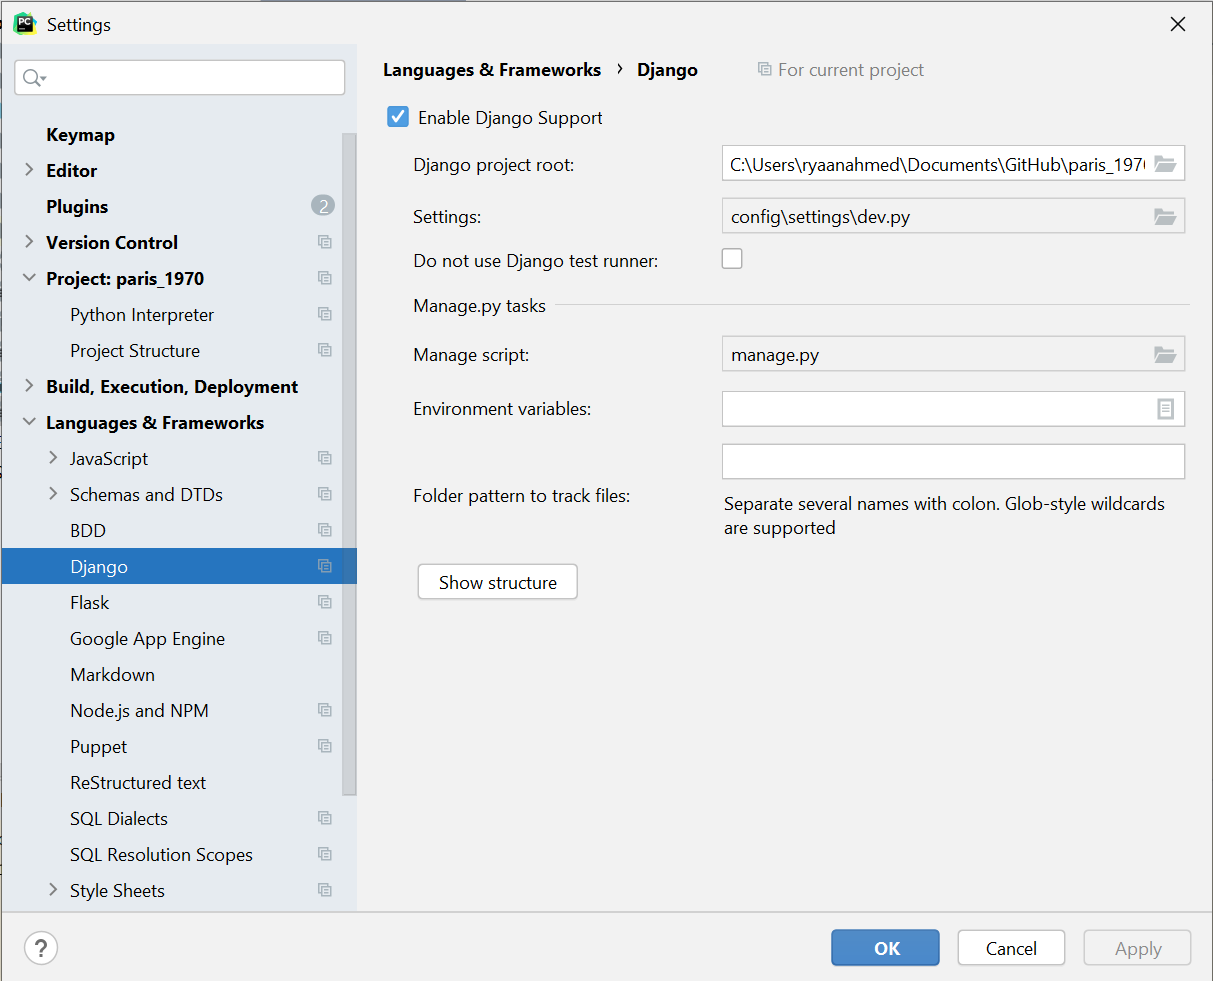 Settings
Keymap
Editor
Plugins
2
Version Control
Project: paris_1970
Python Interpreter
Project Structure
Build, Execution, Deployment
Languages & Frameworks
JavaScript
Schemas and DTDs
BDD
Django
Flask
Google App Engine
Markdown
Node.js and NPM
Puppet
ReStructured text
SQL Dialects
SQL Resolution Scopes
Style Sheets
Languages & Frameworks › Django
For current project
Enable Django Support
Django project root:
C:\Users\ryaanahmed\Documents\GitHub\paris_1970
Settings:
config\settings\dev.py
Do not use Django test runner:
Manage.py tasks
Manage script:
manage.py
Environment variables:
Folder pattern to track files:
Separate several names with colon. Glob-style wildcards
are supported
Show structure
?
OK
Cancel
Apply